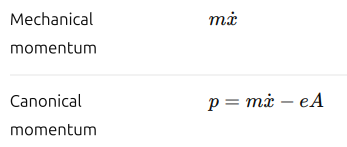 Mechanical momentum mẋ
Canonical momentum p = mẋ − eA